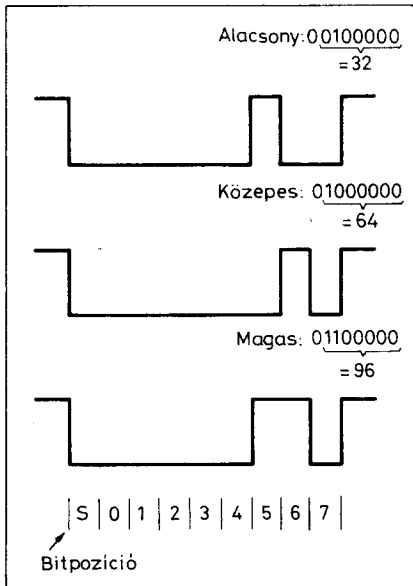 Alacsony:00100000
=32
Közepes: 01000000
=64
Magas: 01100000
=96
S 0 1 2 3 4 5 6 7
Bitpozíció